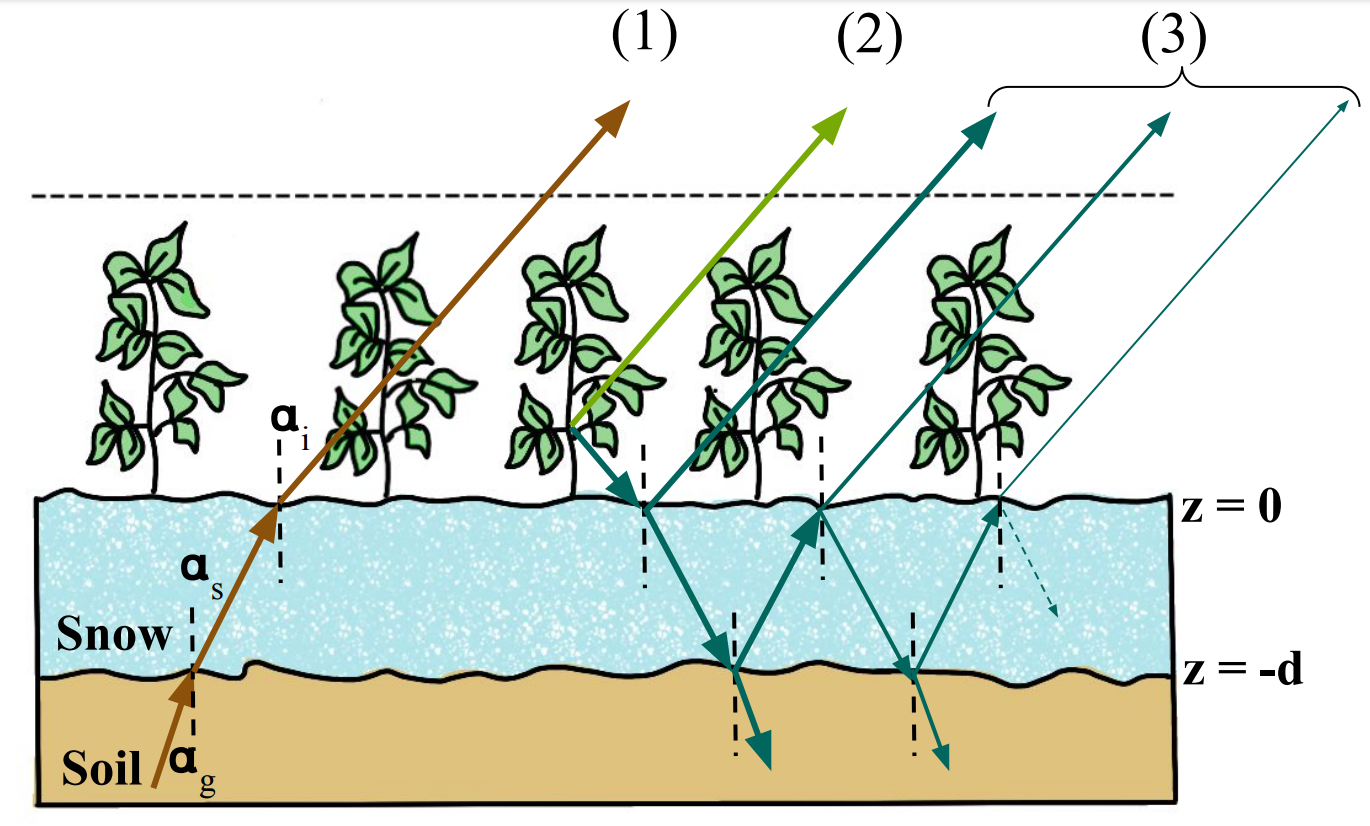 (1) (2) (3)
αi
z = 0
αs
Snow
z = -d
Soil αg